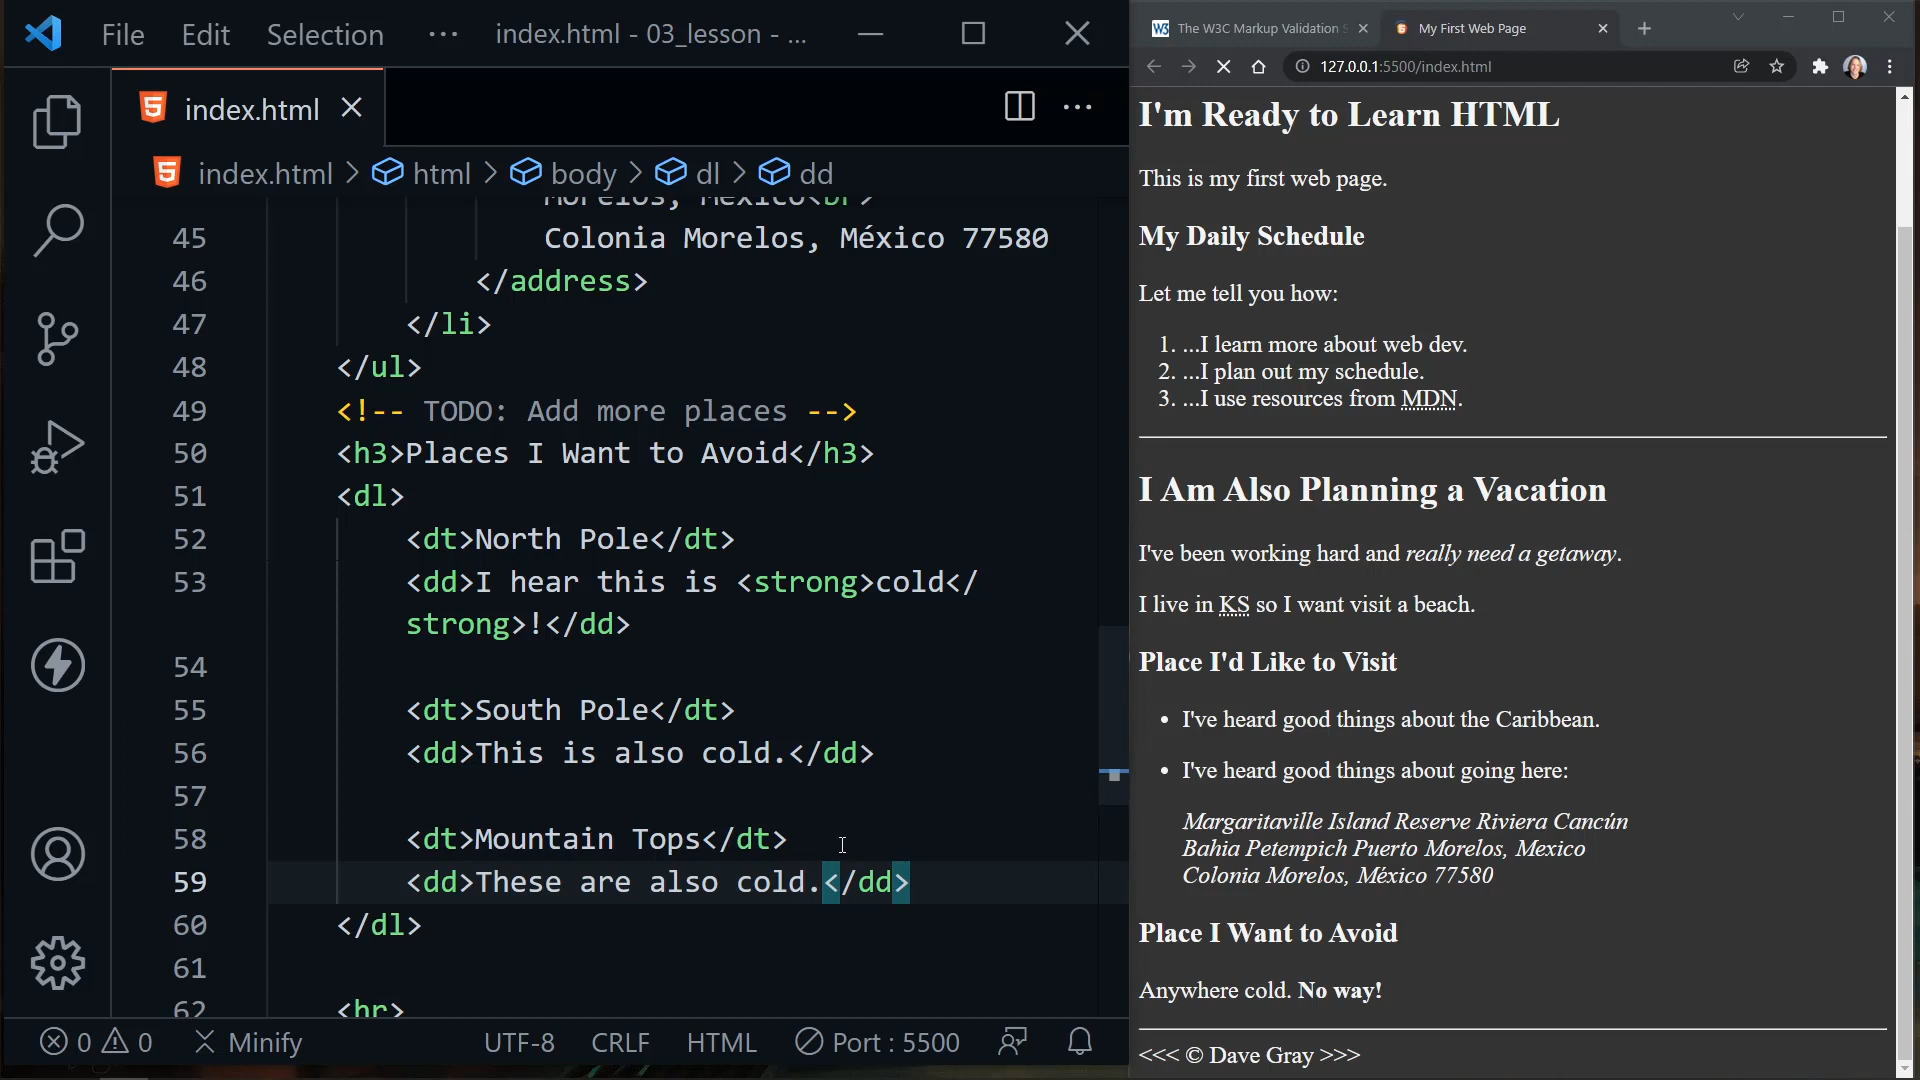 File Edit Selection ··· index.html - 03_lesson - ...
index.html
index.html > html > body > dl > dd
Morelos, Mexico<br>
45 Colonia Morelos, México 77580
46 </address>
47 </li>
48 </ul>
49 <!-- TODO: Add more places -->
50 <h3>Places I Want to Avoid</h3>
51 <dl>
52 <dt>North Pole</dt>
53 <dd>I hear this is <strong>cold</
strong>!</dd>
54
55 <dt>South Pole</dt>
56 <dd>This is also cold.</dd>
57
58 <dt>Mountain Tops</dt>
59 <dd>These are also cold.</dd>
60 </dl>
61
62 <hr>
0 0 Minify UTF-8 CRLF HTML Port : 5500
The W3C Markup Validation S My First Web Page
127.0.0.1:5500/index.html
I'm Ready to Learn HTML
This is my first web page.
My Daily Schedule
Let me tell you how:
1. ...I learn more about web dev.
2. ...I plan out my schedule.
3. ...I use resources from MDN.
I Am Also Planning a Vacation
I've been working hard and really need a getaway.
I live in KS so I want visit a beach.
Place I'd Like to Visit
• I've heard good things about the Caribbean.
• I've heard good things about going here:
Margaritaville Island Reserve Riviera Cancún
Bahia Petempich Puerto Morelos, Mexico
Colonia Morelos, México 77580
Place I Want to Avoid
Anywhere cold. No way!
<<< © Dave Gray >>>